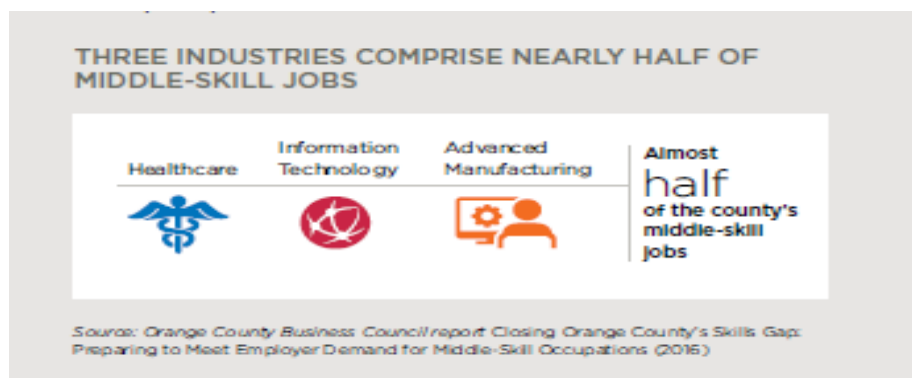 THREE INDUSTRIES COMPRISE NEARLY HALF OF
MIDDLE-SKILL JOBS
Healthcare
Information
Technology
Advanced
Manufacturing
Almost
half
of the county's
middle-skill
jobs
Source: Orange County Business Council report Closing Orange County's Skills Gap:
Preparing to Meet Employer Demand for Middle-Skill Occupations (2016)